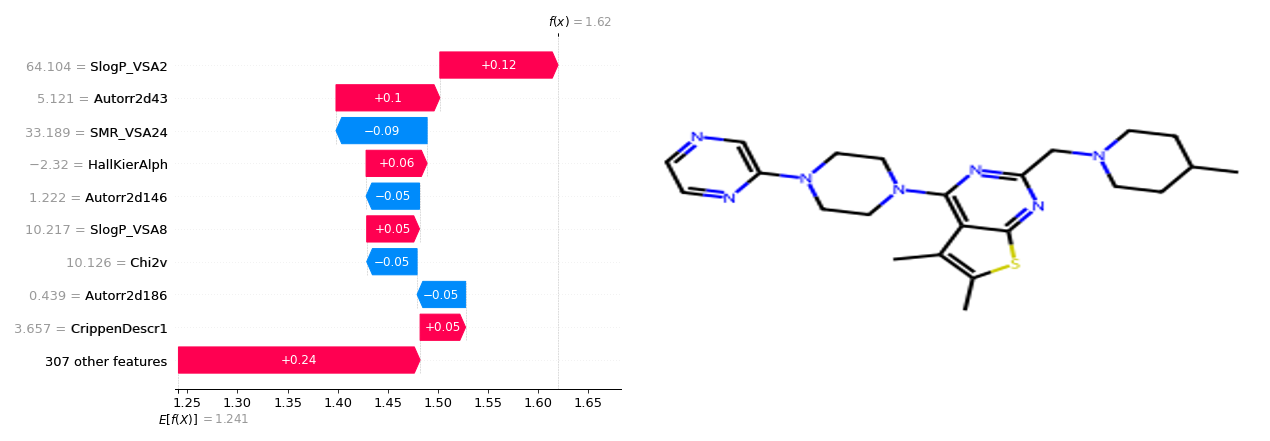 f(x) = 1.62
64.104 = SlogP_VSA2
+0.12
5.121 = Autorr2d43
+0.1
33.189 = SMR_VSA24
−0.09
−2.32 = HallKierAlph
+0.06
1.222 = Autorr2d146
−0.05
10.217 = SlogP_VSA8
+0.05
10.126 = Chi2v
−0.05
0.439 = Autorr2d186
−0.05
3.657 = CrippenDescr1
+0.05
307 other features
+0.24
1.25 1.30 1.35 1.40 1.45 1.50 1.55 1.60 1.65
E[f(X)] = 1.241
N
N
N
N
N
N
N
S